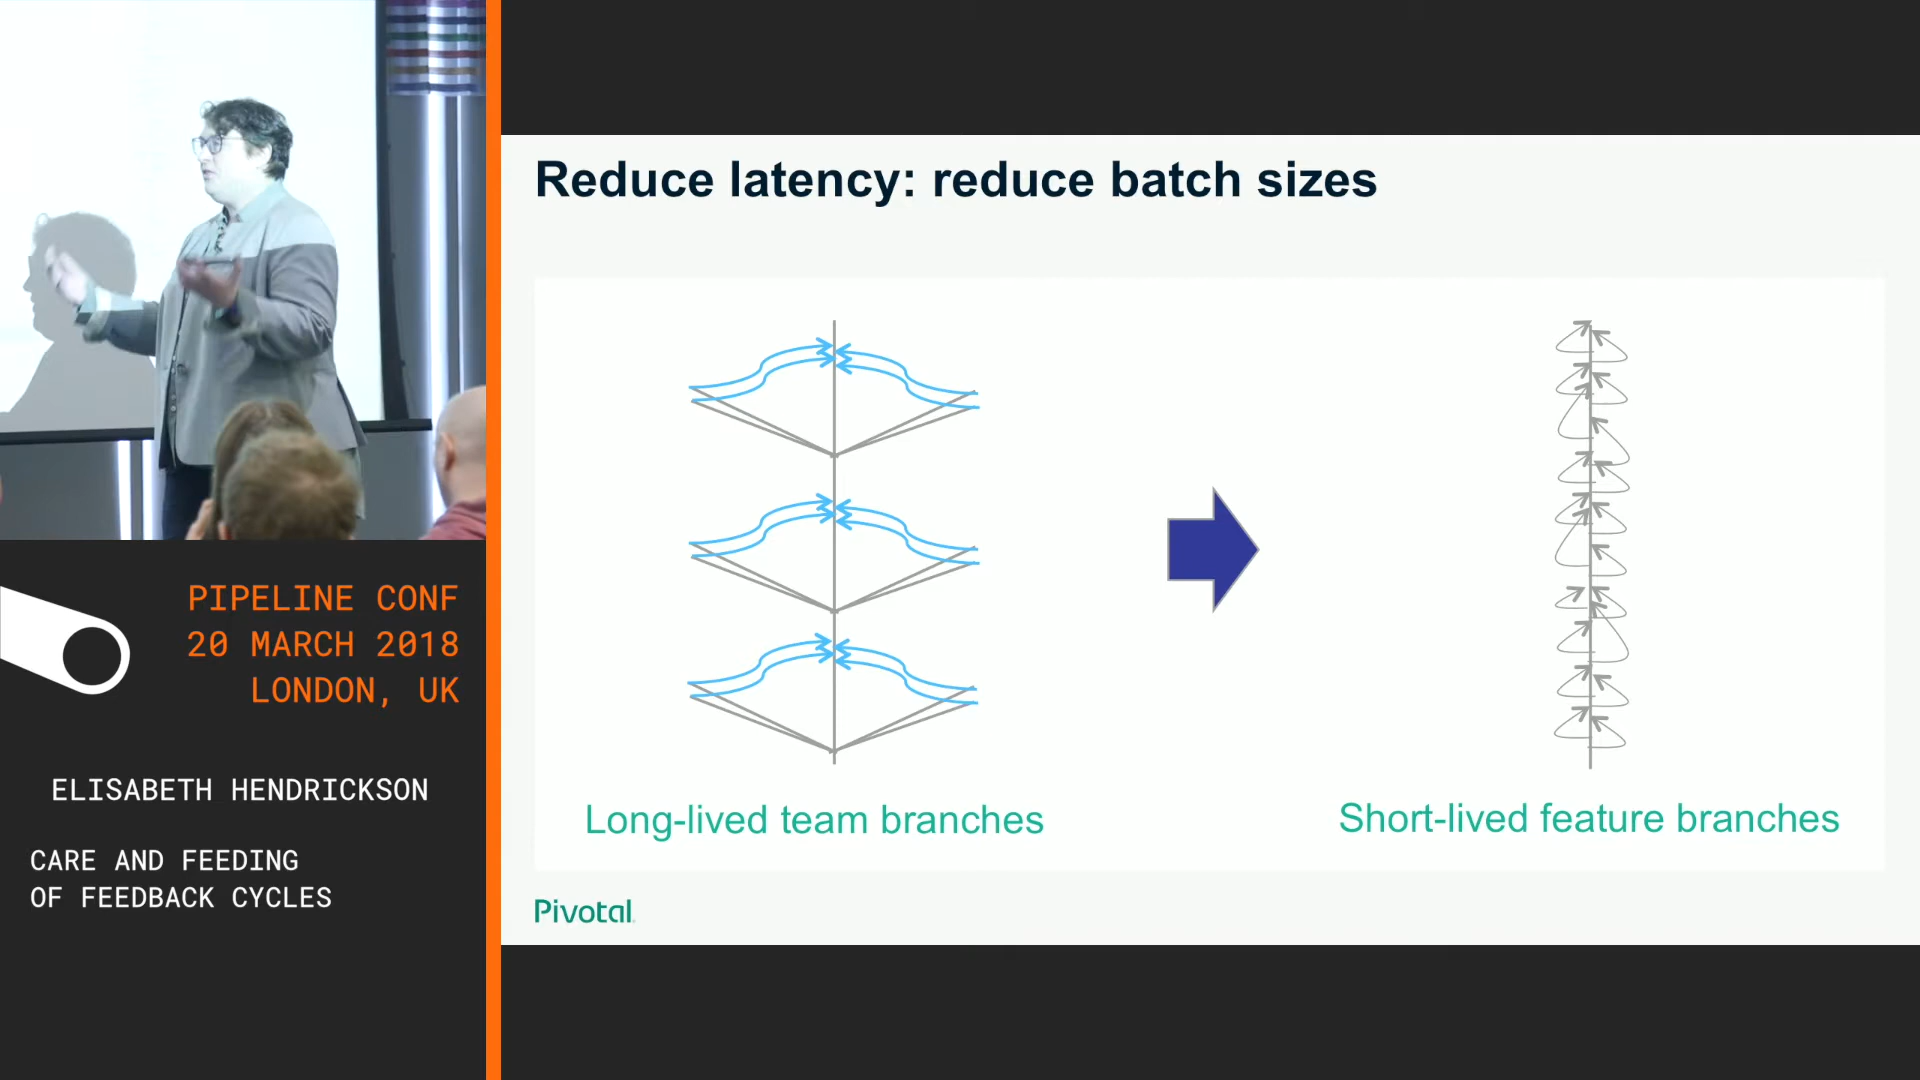 PIPELINE CONF
20 MARCH 2018
LONDON, UK
ELISABETH HENDRICKSON
CARE AND FEEDING
OF FEEDBACK CYCLES
Reduce latency: reduce batch sizes
Long-lived team branches
Short-lived feature branches
Pivotal